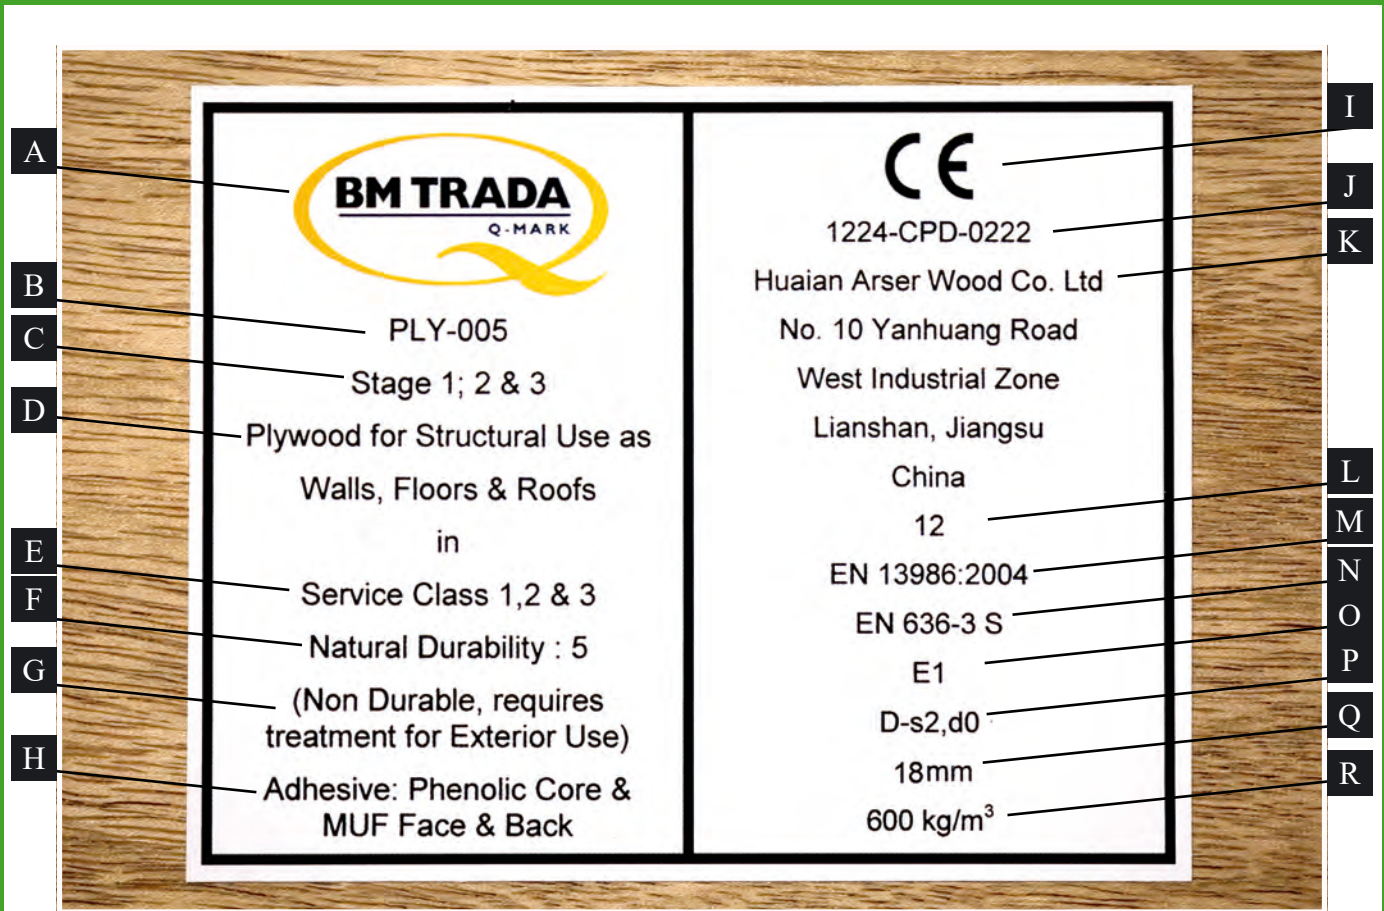 A
B
C
D
E
F
G
H
BM TRADA
Q-MARK
PLY-005
Stage 1; 2 & 3
Plywood for Structural Use as
Walls, Floors & Roofs
in
Service Class 1,2 & 3
Natural Durability : 5
(Non Durable, requires
treatment for Exterior Use)
Adhesive: Phenolic Core &
MUF Face & Back
CE
1224-CPD-0222
Huaian Arser Wood Co. Ltd
No. 10 Yanhuang Road
West Industrial Zone
Lianshan, Jiangsu
China
12
EN 13986:2004
EN 636-3 S
E1
D-s2,d0
18mm
600 kg/m³
I
J
K
L
M
N
O
P
Q
R